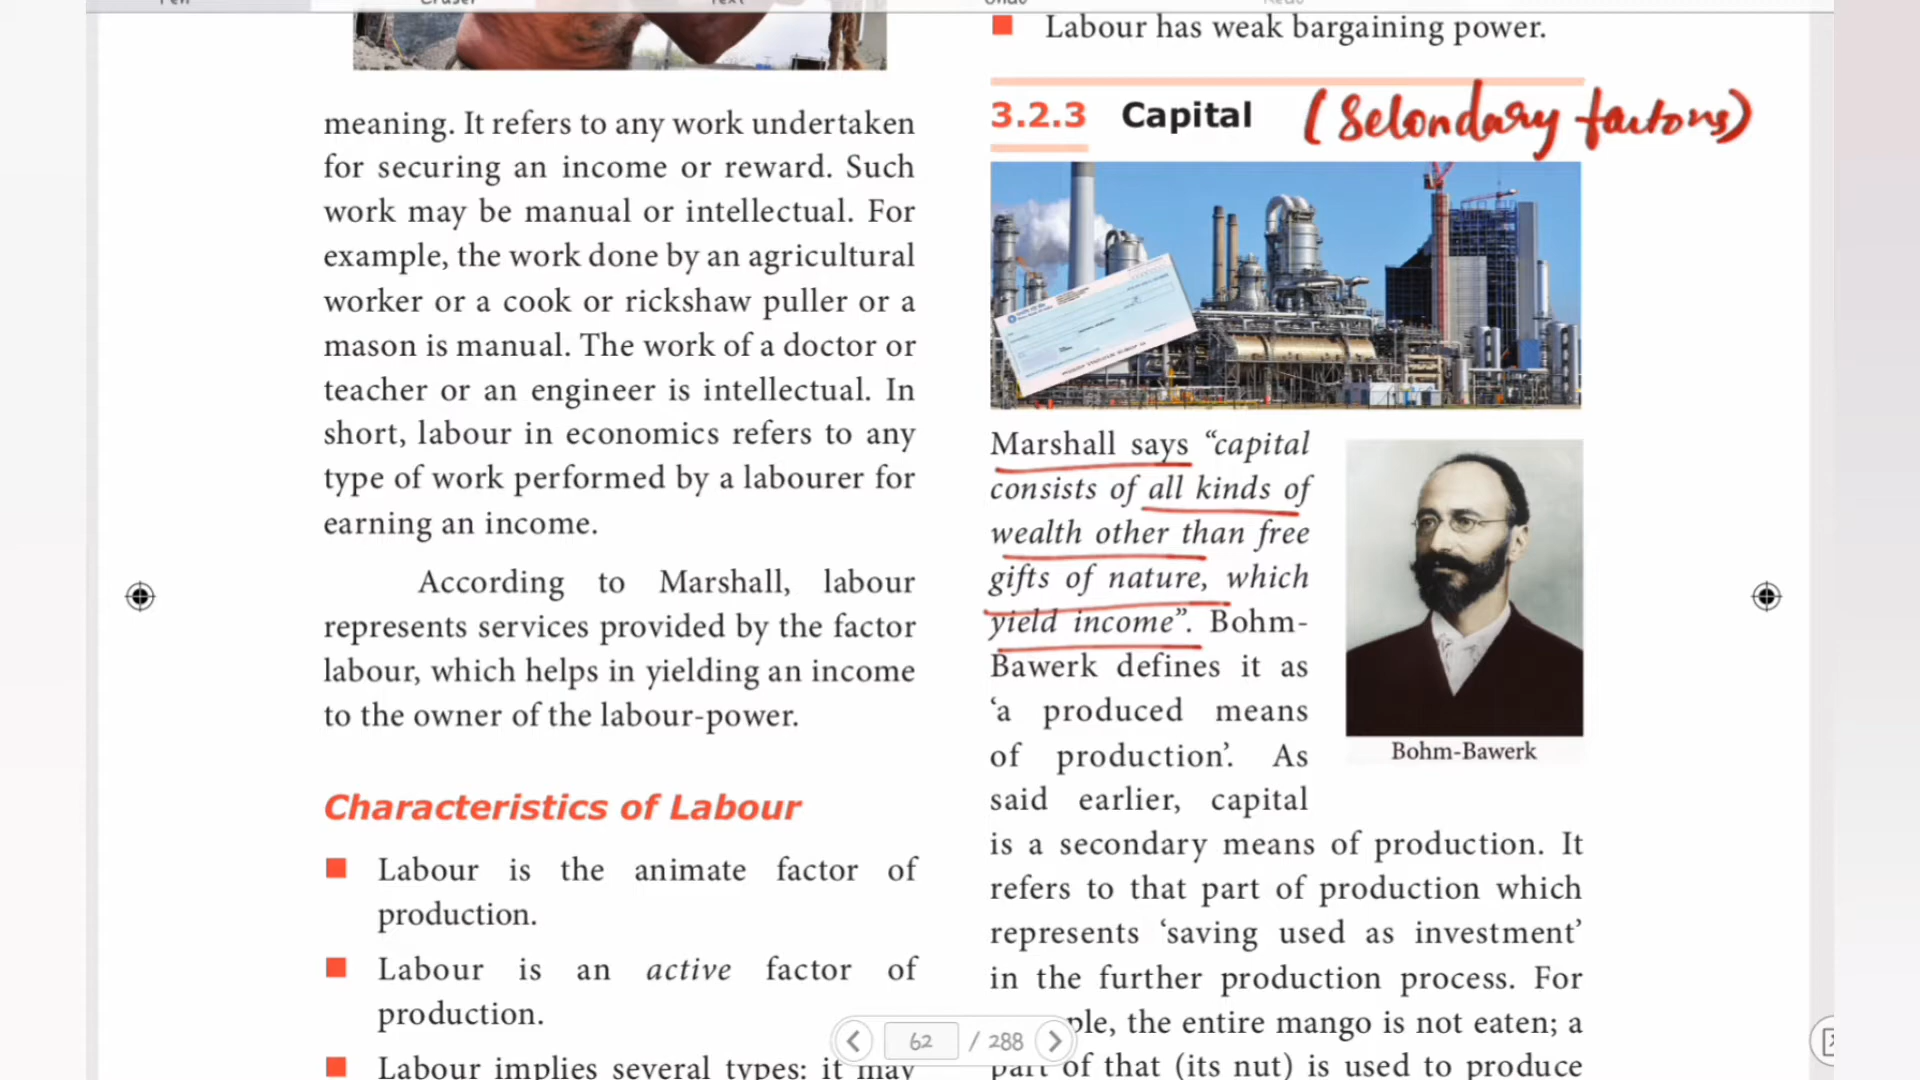 meaning. It refers to any work undertaken
for securing an income or reward. Such
work may be manual or intellectual. For
example, the work done by an agricultural
worker or a cook or rickshaw puller or a
mason is manual. The work of a doctor or
teacher or an engineer is intellectual. In
short, labour in economics refers to any
type of work performed by a labourer for
earning an income.
According to Marshall, labour
represents services provided by the factor
labour, which helps in yielding an income
to the owner of the labour-power.
Characteristics of Labour
■ Labour is the animate factor of
production.
■ Labour is an active factor of
production.
■ Labour implies several types: it may
■ Labour has weak bargaining power.
3.2.3 Capital (Secondary factors)
Marshall says “capital
consists of all kinds of
wealth other than free
gifts of nature, which
yield income”. Bohm-
Bawerk defines it as
‘a produced means
of production’. As
said earlier, capital
Bohm-Bawerk
is a secondary means of production. It
refers to that part of production which
represents ‘saving used as investment’
in the further production process. For
ple, the entire mango is not eaten; a
part of that (its nut) is used to produce
62 / 288